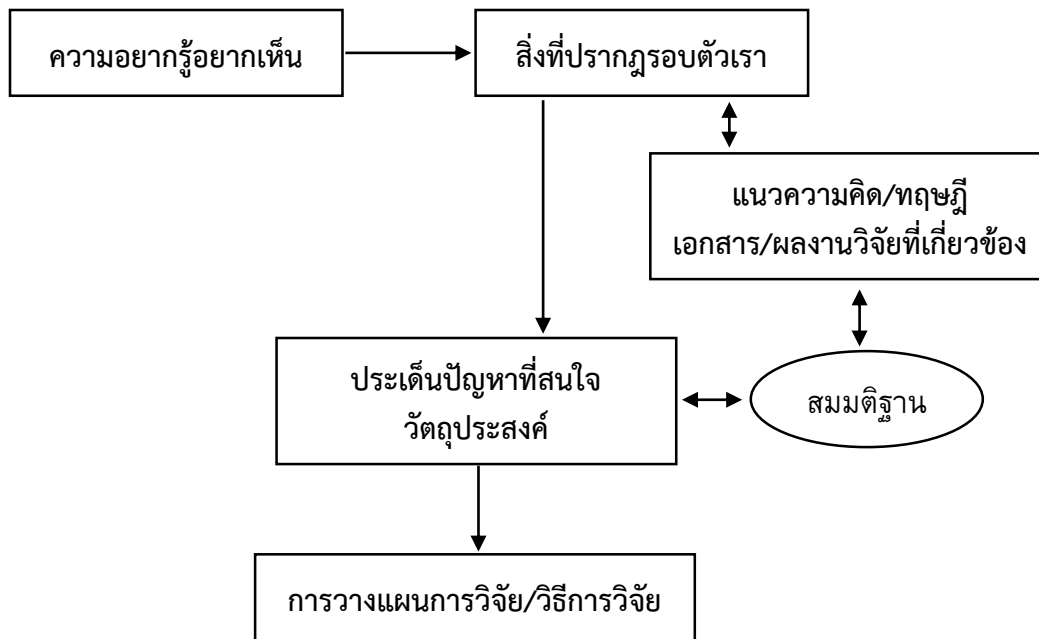 ความอยากรู้อยากเห็น
สิ่งที่ปรากฎรอบตัวเรา
แนวความคิด/ทฤษฎี
เอกสาร/ผลงานวิจัยที่เกี่ยวข้อง
ประเด็นปัญหาที่สนใจ
วัตถุประสงค์
สมมติฐาน
การวางแผนการวิจัย/วิธีการวิจัย